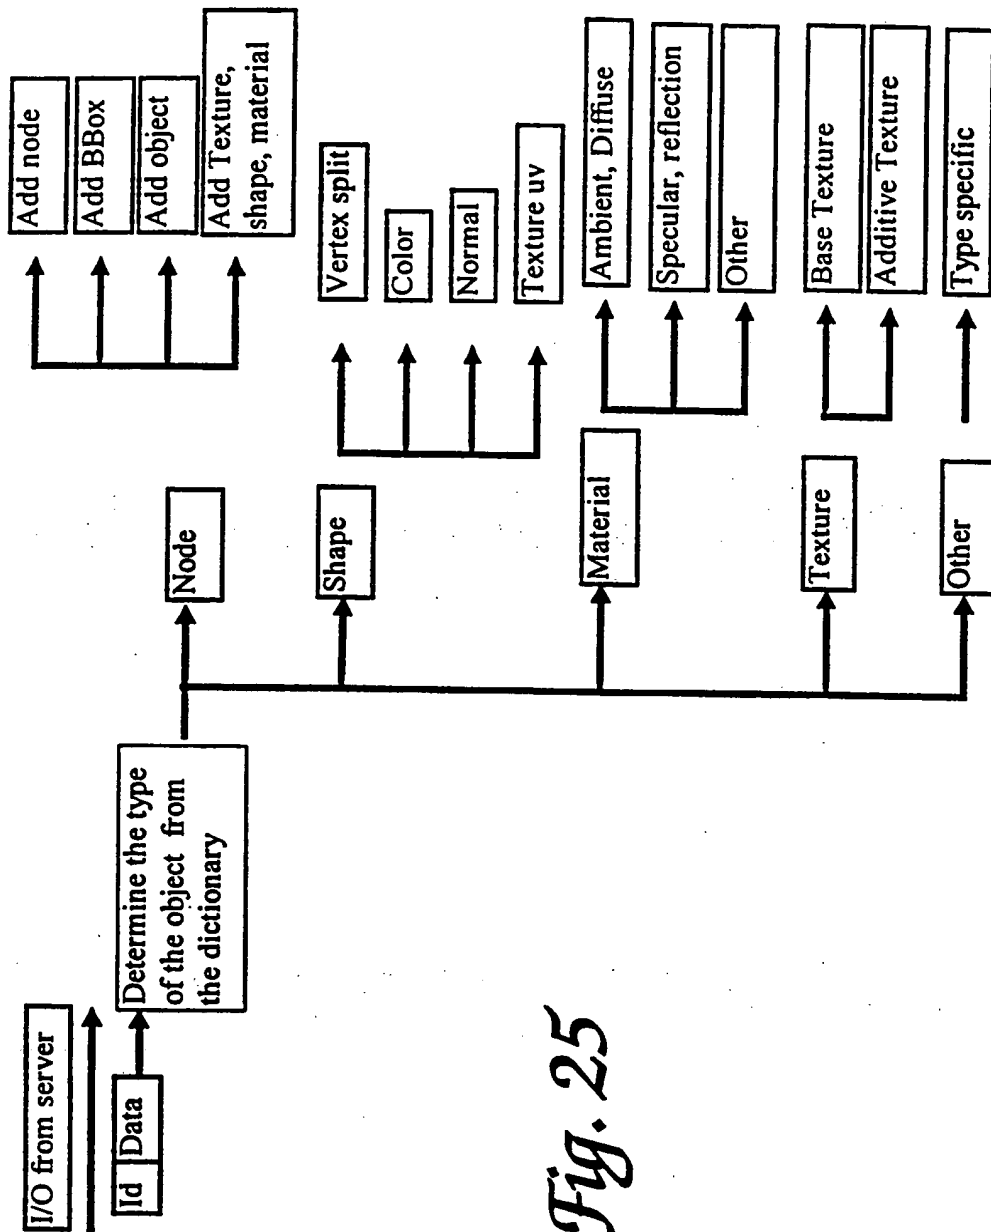 I/O from server
Id
Data
Determine the type
of the object from
the dictionary
Node
Add node
Add BBox
Add object
Add Texture,
shape, material
Shape
Vertex split
Color
Normal
Texture uv
Material
Ambient, Diffuse
Specular, reflection
Other
Texture
Base Texture
Additive Texture
Other
Type specific
Fig. 25